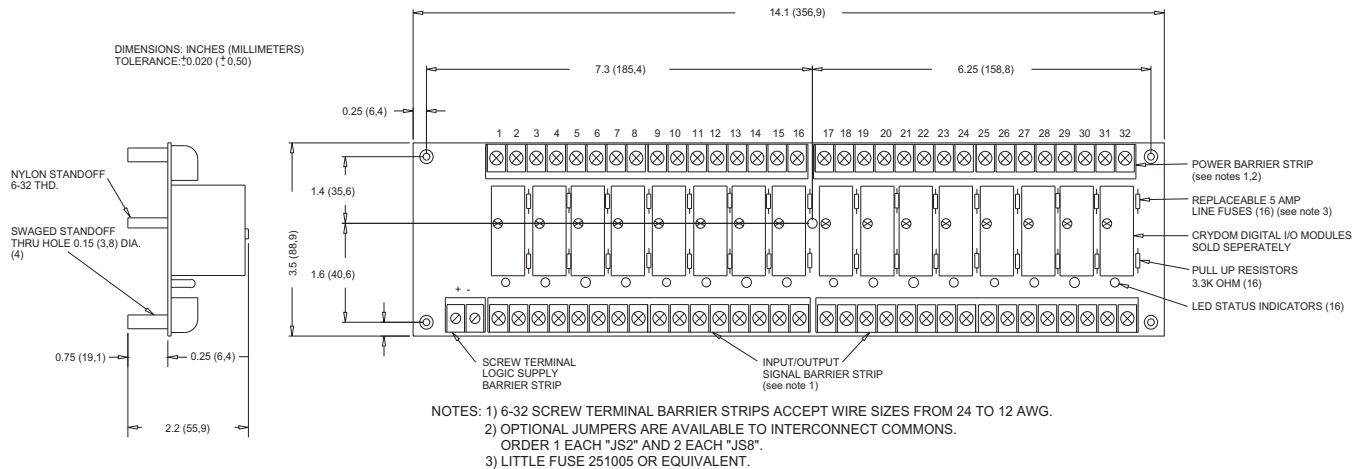 14.1 (356,9)
DIMENSIONS: INCHES (MILLIMETERS)
TOLERANCE:±0.020 (±0,50)
7.3 (185,4)
6.25 (158,8)
0.25 (6,4)
1 2 3 4 5 6 7 8 9 10 11 12 13 14 15 16 17 18 19 20 21 22 23 24 25 26 27 28 29 30 31 32
NYLON STANDOFF
6-32 THD.
SWAGED STANDOFF
THRU HOLE 0.15 (3,8) DIA.
(4)
3.5 (88,9)
1.4 (35,6)
1.6 (40,6)
POWER BARRIER STRIP
(see notes 1,2)
REPLACEABLE 5 AMP
LINE FUSES (16) (see note 3)
CRYDOM DIGITAL I/O MODULES
SOLD SEPERATELY
PULL UP RESISTORS
3.3K OHM (16)
LED STATUS INDICATORS (16)
+ -
0.75 (19,1)
0.25 (6,4)
2.2 (55,9)
SCREW TERMINAL
LOGIC SUPPLY
BARRIER STRIP
INPUT/OUTPUT
SIGNAL BARRIER STRIP
(see note 1)
NOTES: 1) 6-32 SCREW TERMINAL BARRIER STRIPS ACCEPT WIRE SIZES FROM 24 TO 12 AWG.
2) OPTIONAL JUMPERS ARE AVAILABLE TO INTERCONNECT COMMONS.
ORDER 1 EACH "JS2" AND 2 EACH "JS8".
3) LITTLE FUSE 251005 OR EQUIVALENT.